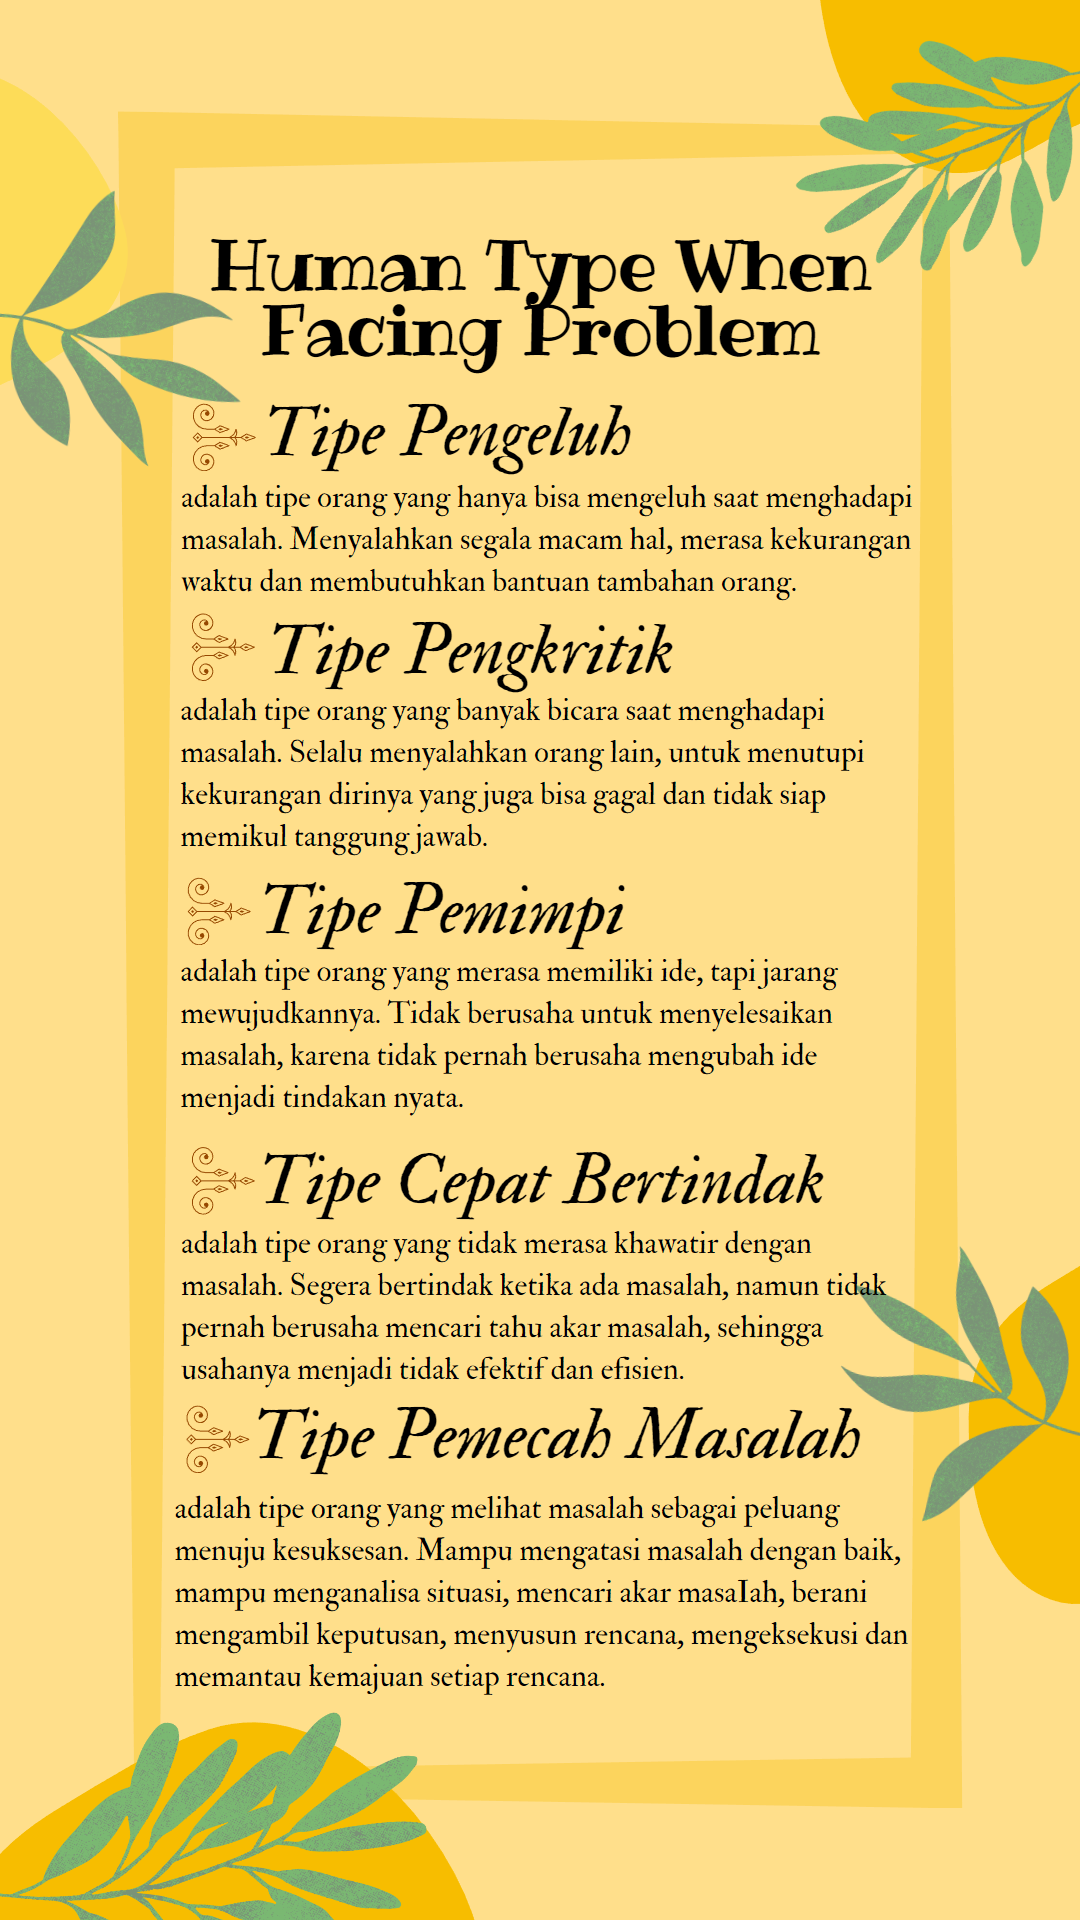 Human Type When
Facing Problem
Tipe Pengeluh
adalah tipe orang yang hanya bisa mengeluh saat menghadapi
masalah. Menyalahkan segala macam hal, merasa kekurangan
waktu dan membutuhkan bantuan tambahan orang.
Tipe Pengkritik
adalah tipe orang yang banyak bicara saat menghadapi
masalah. Selalu menyalahkan orang lain, untuk menutupi
kekurangan dirinya yang juga bisa gagal dan tidak siap
memikul tanggung jawab.
Tipe Pemimpi
adalah tipe orang yang merasa memiliki ide, tapi jarang
mewujudkannya. Tidak berusaha untuk menyelesaikan
masalah, karena tidak pernah berusaha mengubah ide
menjadi tindakan nyata.
Tipe Cepat Bertindak
adalah tipe orang yang tidak merasa khawatir dengan
masalah. Segera bertindak ketika ada masalah, namun tidak
pernah berusaha mencari tahu akar masalah, sehingga
usahanya menjadi tidak efektif dan efisien.
Tipe Pemecah Masalah
adalah tipe orang yang melihat masalah sebagai peluang
menuju kesuksesan. Mampu mengatasi masalah dengan baik,
mampu menganalisa situasi, mencari akar masaIah, berani
mengambil keputusan, menyusun rencana, mengeksekusi dan
memantau kemajuan setiap rencana.